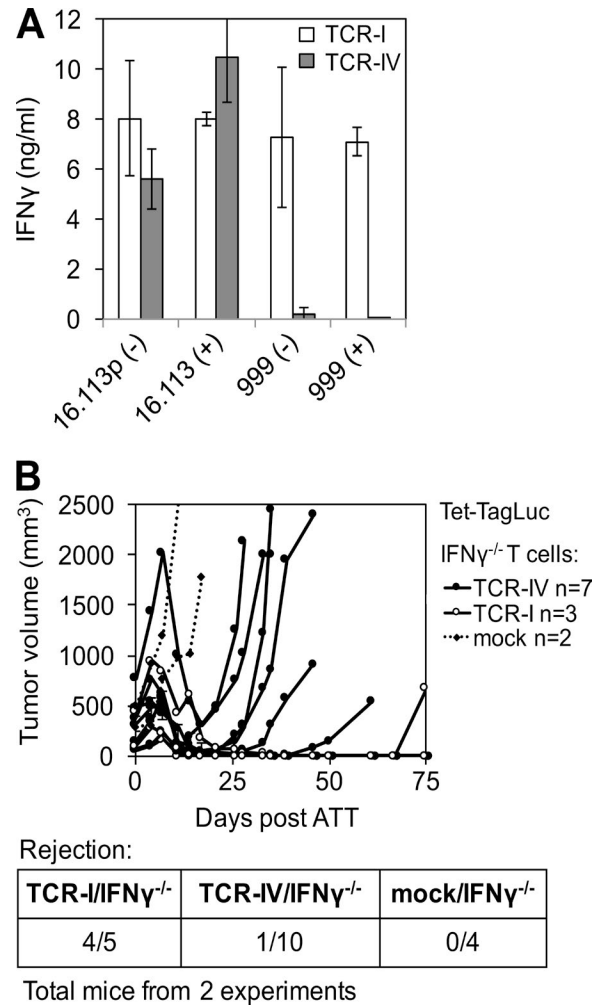 A
12
10
8
6
4
2
0
IFNγ (ng/ml)
TCR-I
TCR-IV
16.113p (-)
16.113 (+)
999 (-)
999 (+)
B
2500
2000
1500
1000
500
0
Tumor volume (mm³)
0 25 50 75
Days post ATT
Tet-TagLuc
IFNγ-/- T cells:
TCR-IV n=7
TCR-I n=3
mock n=2
Rejection:
TCR-I/IFNγ-/- TCR-IV/IFNγ-/- mock/IFNγ-/-
4/5 1/10 0/4
Total mice from 2 experiments